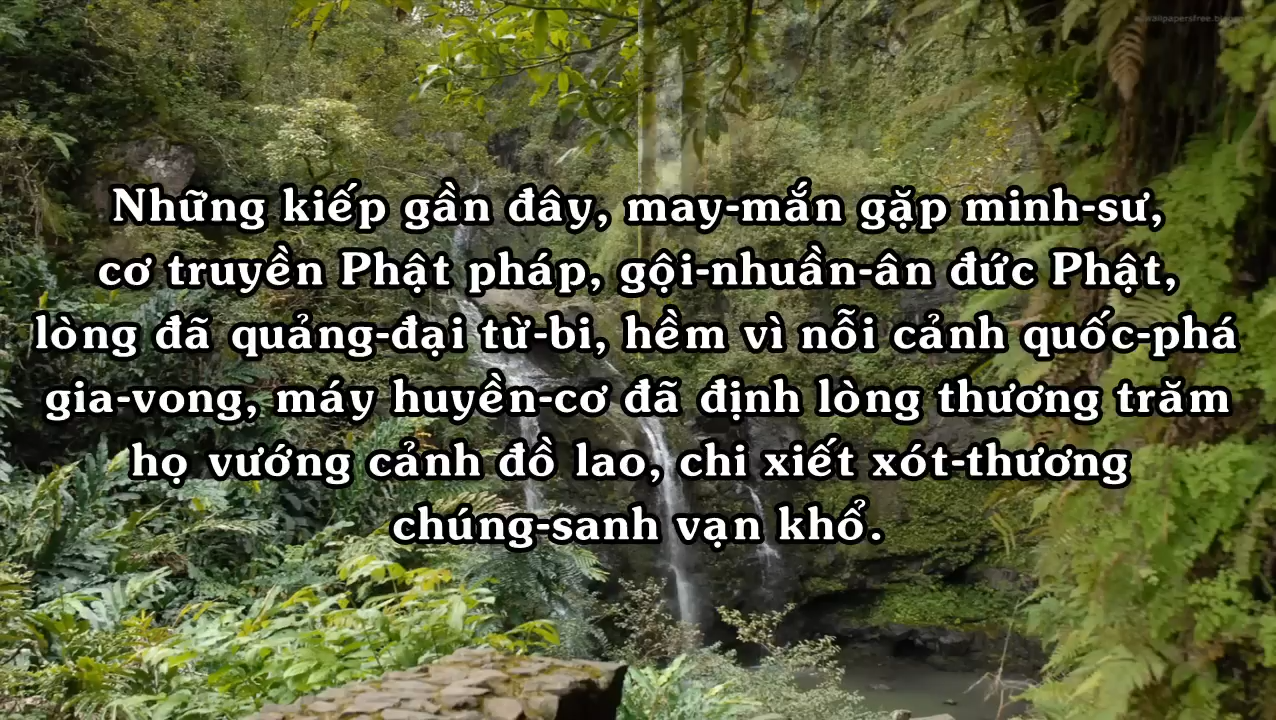 Những kiếp gần đây, may-mắn gặp minh-sư,
cơ truyền Phật pháp, gội-nhuần-ân đức Phật,
lòng đã quảng-đại từ-bi, hềm vì nỗi cảnh quốc-phá
gia-vong, máy huyền-cơ đã định lòng thương trăm
họ vướng cảnh đồ lao, chi xiết xót-thương
chúng-sanh vạn khổ.